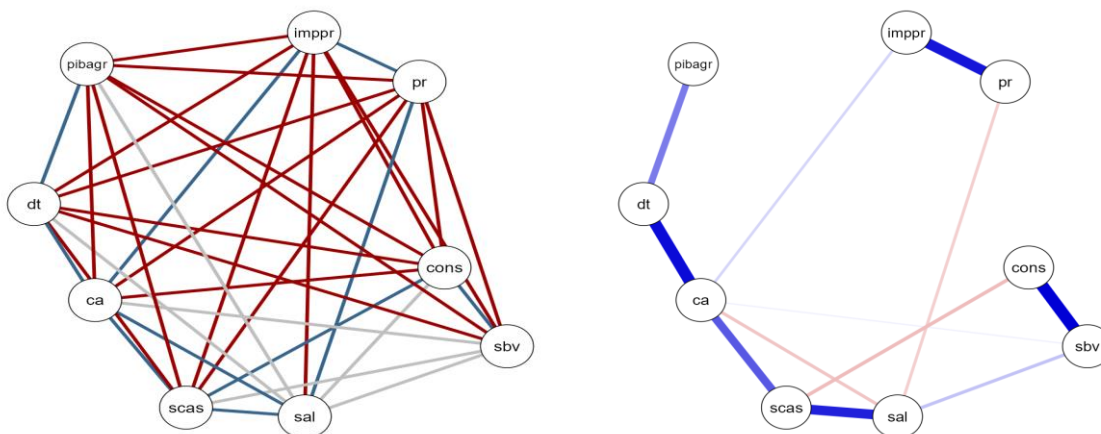 imppr
pibagr
pr
dt
cons
ca
sbv
scas
sal
imppr
pibagr
pr
dt
cons
ca
sbv
scas
sal